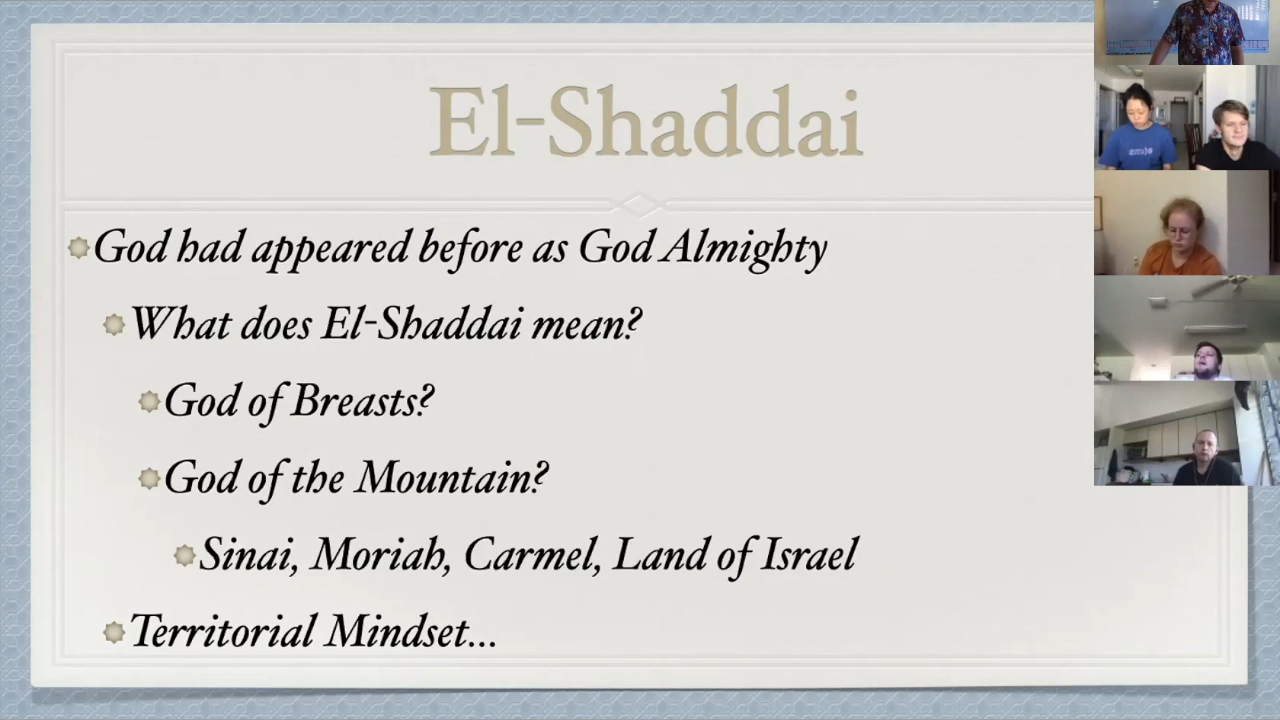 El-Shaddai
God had appeared before as God Almighty
What does El-Shaddai mean?
God of Breasts?
God of the Mountain?
Sinai, Moriah, Carmel, Land of Israel
Territorial Mindset...